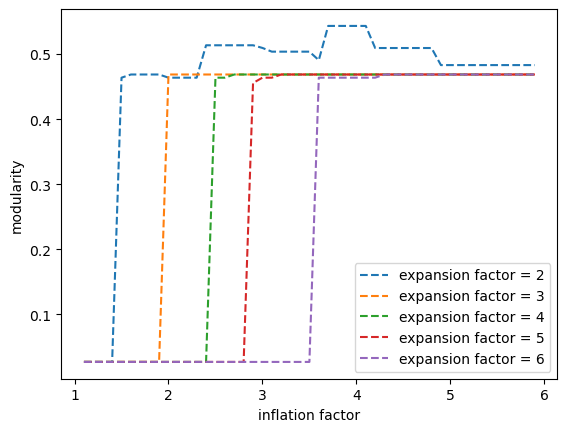 0.5
0.4
0.3
0.2
0.1
modularity
1 2 3 4 5 6
inflation factor
expansion factor = 2
expansion factor = 3
expansion factor = 4
expansion factor = 5
expansion factor = 6